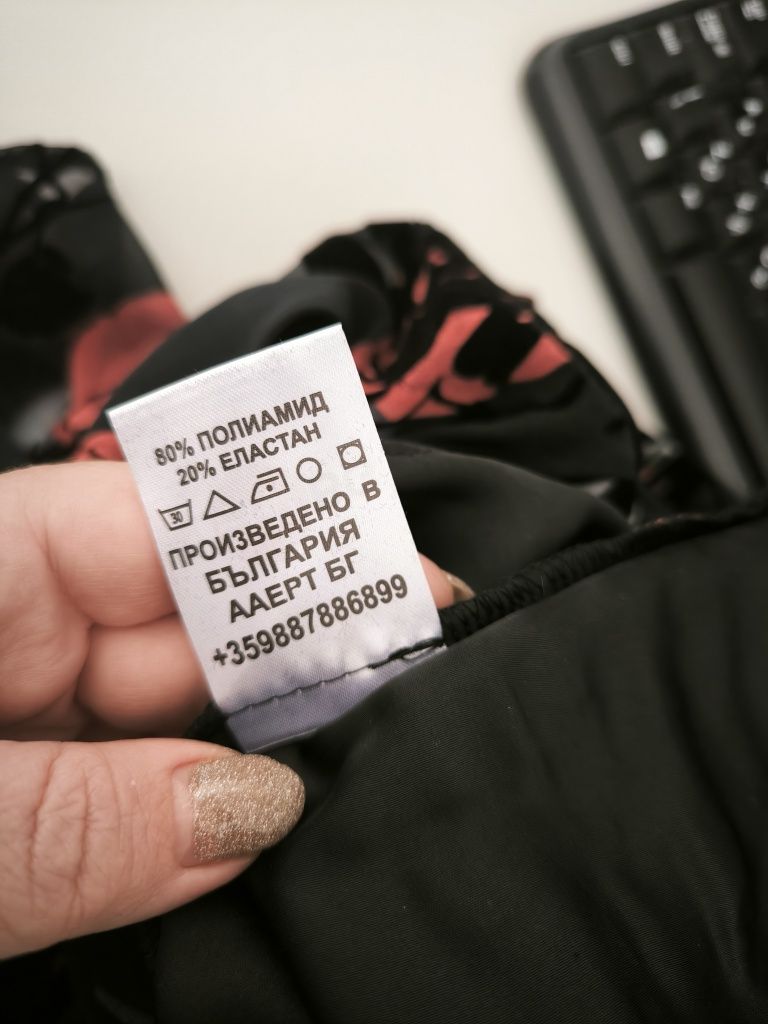 80% ПОЛИАМИД
20% ЕЛАСТАН
30
ПРОИЗВЕДЕНО В
БЪЛГАРИЯ
ААЕРТ БГ
+359887886899